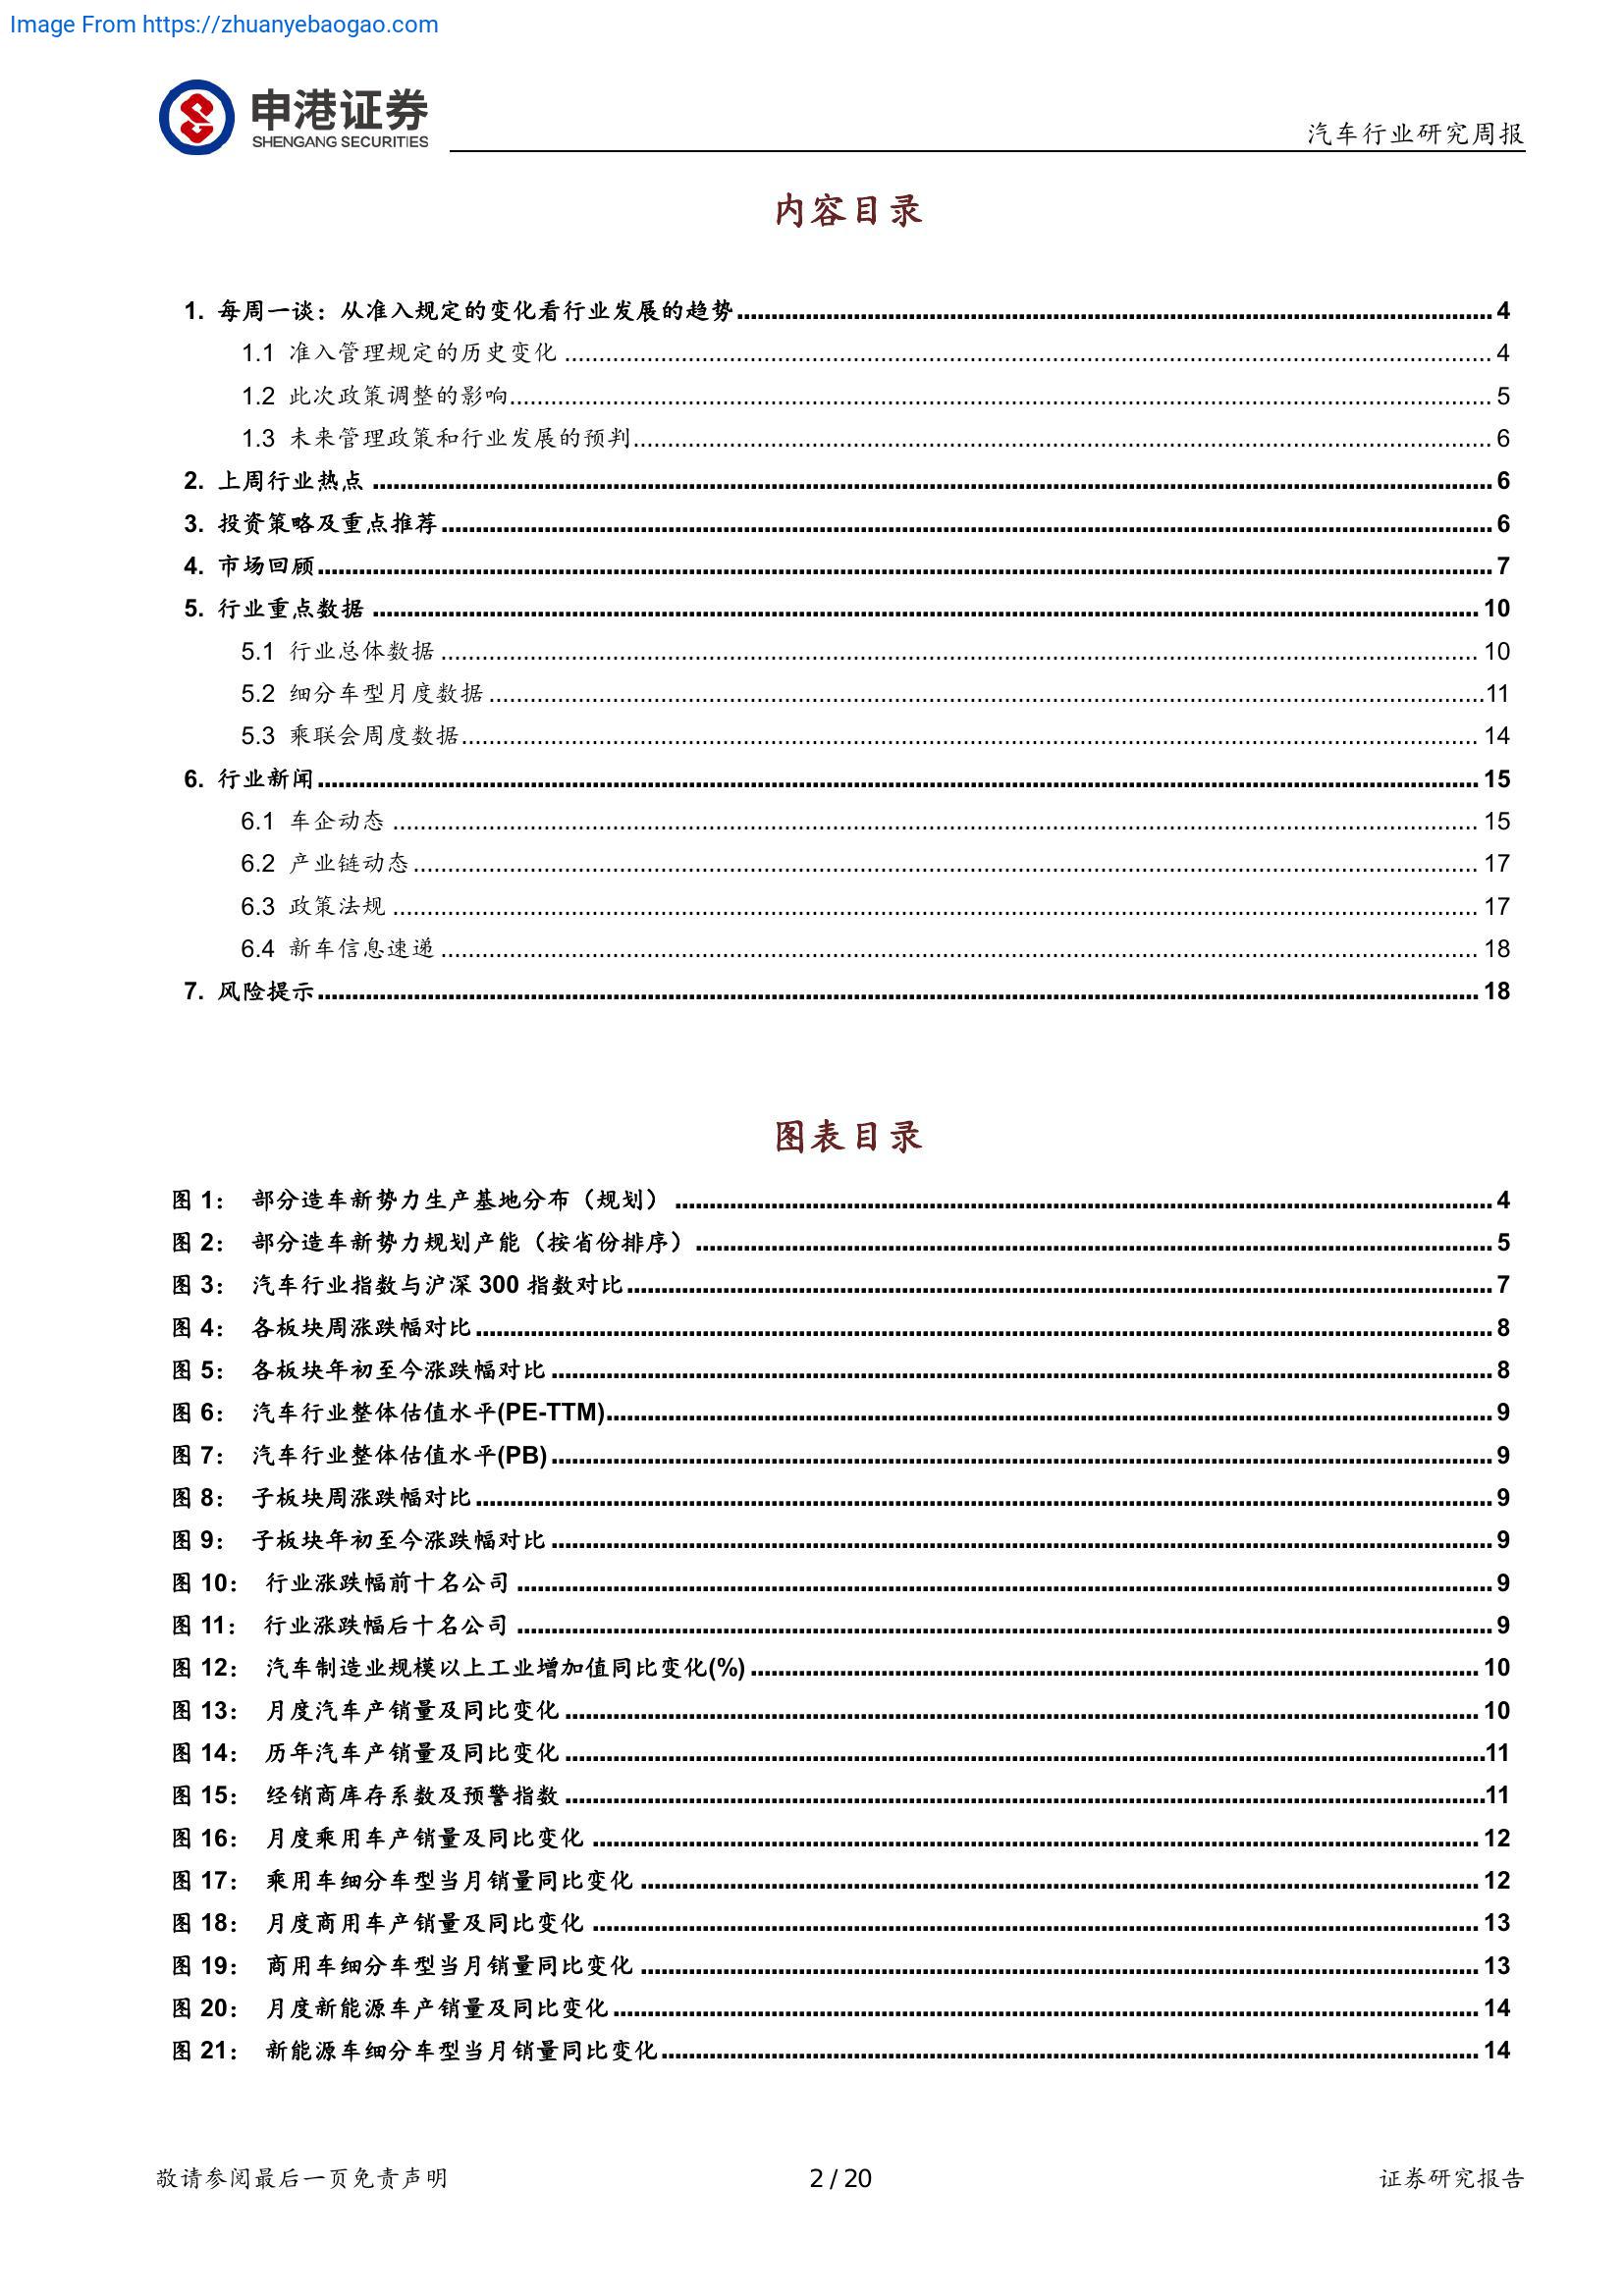 Image From https://zhuanyebaogao.com
申港证券
SHENGANG SECURITIES
汽车行业研究周报
内容目录
1. 每周一谈：从准入规定的变化看行业发展的趋势 4
1.1 准入管理规定的历史变化 4
1.2 此次政策调整的影响 5
1.3 未来管理政策和行业发展的预判 6
2. 上周行业热点 6
3. 投资策略及重点推荐 6
4. 市场回顾 7
5. 行业重点数据 10
5.1 行业总体数据 10
5.2 细分车型月度数据 11
5.3 乘联会周度数据 14
6. 行业新闻 15
6.1 车企动态 15
6.2 产业链动态 17
6.3 政策法规 17
6.4 新车信息速递 18
7. 风险提示 18
图表目录
图 1： 部分造车新势力生产基地分布（规划） 4
图 2： 部分造车新势力规划产能（按省份排序） 5
图 3： 汽车行业指数与沪深 300 指数对比 7
图 4： 各板块周涨跌幅对比 8
图 5： 各板块年初至今涨跌幅对比 8
图 6： 汽车行业整体估值水平(PE-TTM) 9
图 7： 汽车行业整体估值水平(PB) 9
图 8： 子板块周涨跌幅对比 9
图 9： 子板块年初至今涨跌幅对比 9
图 10： 行业涨跌幅前十名公司 9
图 11： 行业涨跌幅后十名公司 9
图 12： 汽车制造业规模以上工业增加值同比变化(%) 10
图 13： 月度汽车产销量及同比变化 10
图 14： 历年汽车产销量及同比变化 11
图 15： 经销商库存系数及预警指数 11
图 16： 月度乘用车产销量及同比变化 12
图 17： 乘用车细分车型当月销量同比变化 12
图 18： 月度商用车产销量及同比变化 13
图 19： 商用车细分车型当月销量同比变化 13
图 20： 月度新能源车产销量及同比变化 14
图 21： 新能源车细分车型当月销量同比变化 14
敬请参阅最后一页免责声明
2 / 20
证券研究报告